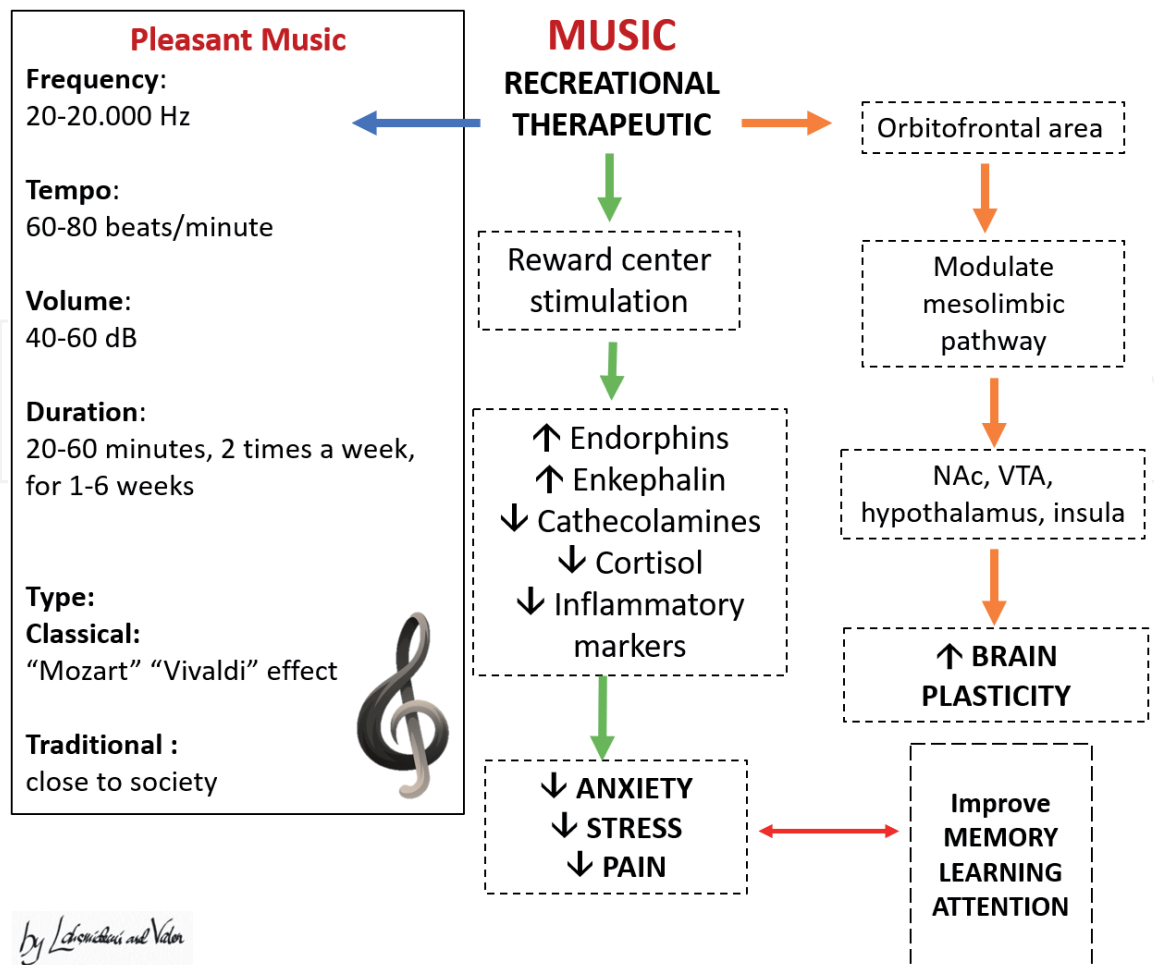 Pleasant Music
Frequency:
20-20.000 Hz
Tempo:
60-80 beats/minute
Volume:
40-60 dB
Duration:
20-60 minutes, 2 times a week,
for 1-6 weeks
Type:
Classical:
“Mozart” “Vivaldi” effect
Traditional :
close to society
MUSIC
RECREATIONAL
THERAPEUTIC
Reward center
stimulation
↑ Endorphins
↑ Enkephalin
↓ Cathecolamines
↓ Cortisol
↓ Inflammatory
markers
↓ ANXIETY
↓ STRESS
↓ PAIN
Orbitofrontal area
Modulate
mesolimbic
pathway
NAc, VTA,
hypothalamus, insula
↑ BRAIN
PLASTICITY
Improve
MEMORY
LEARNING
ATTENTION
by and